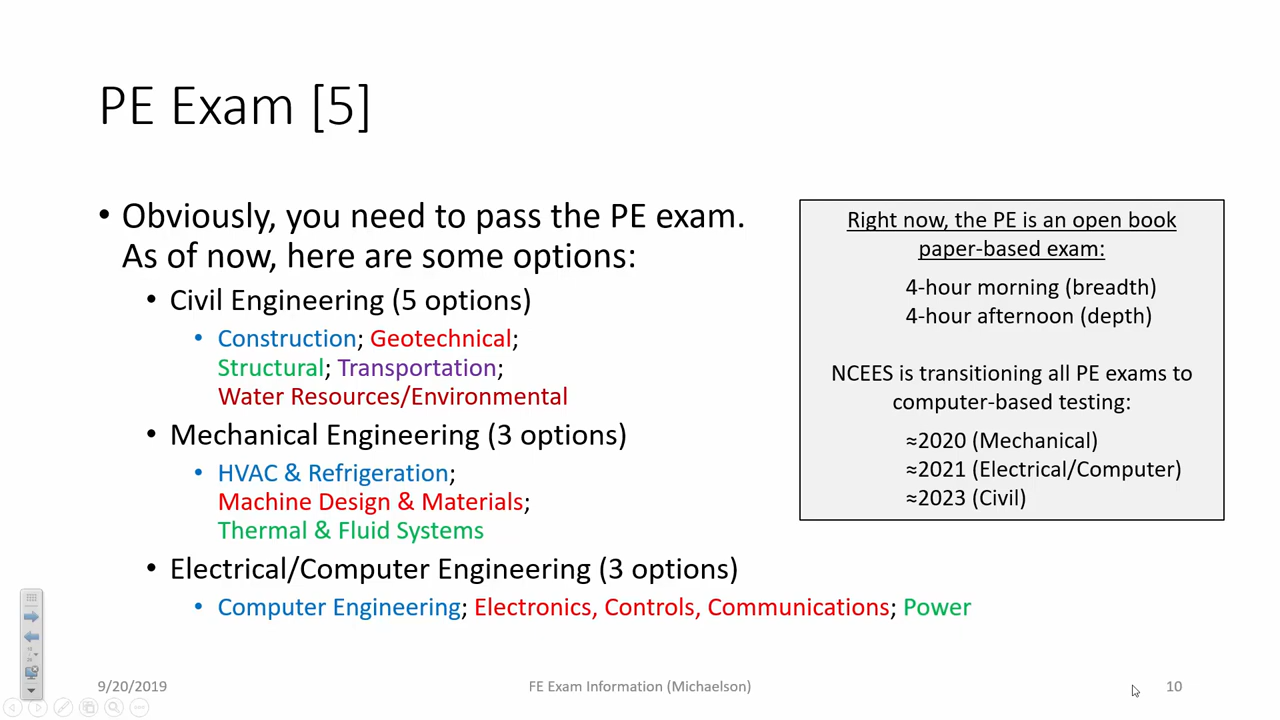 PE Exam [5]
• Obviously, you need to pass the PE exam.
As of now, here are some options:
• Civil Engineering (5 options)
• Construction; Geotechnical;
Structural; Transportation;
Water Resources/Environmental
• Mechanical Engineering (3 options)
• HVAC & Refrigeration;
Machine Design & Materials;
Thermal & Fluid Systems
• Electrical/Computer Engineering (3 options)
• Computer Engineering; Electronics, Controls, Communications; Power
Right now, the PE is an open book
paper-based exam:
4-hour morning (breadth)
4-hour afternoon (depth)
NCEES is transitioning all PE exams to
computer-based testing:
≈2020 (Mechanical)
≈2021 (Electrical/Computer)
≈2023 (Civil)
9/20/2019
FE Exam Information (Michaelson)
10